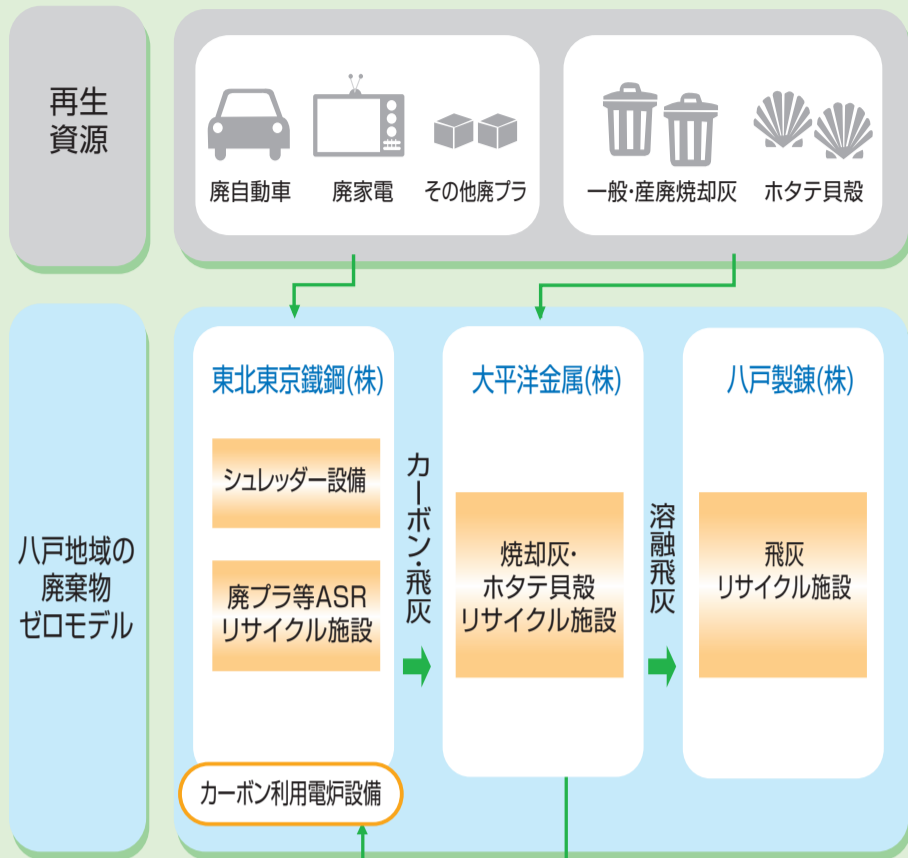 再生
資源
廃自動車
廃家電
その他廃プラ
一般・産廃焼却灰
ホタテ貝殻
八戸地域の
廃棄物
ゼロモデル
東北東京鐵鋼(株)
シュレッダー設備
廃プラ等ASR
リサイクル施設
カーボン利用電炉設備
カーボン・飛灰
大平洋金属(株)
焼却灰・
ホタテ貝殻
リサイクル施設
溶融飛灰
八戸製錬(株)
飛灰
リサイクル施設